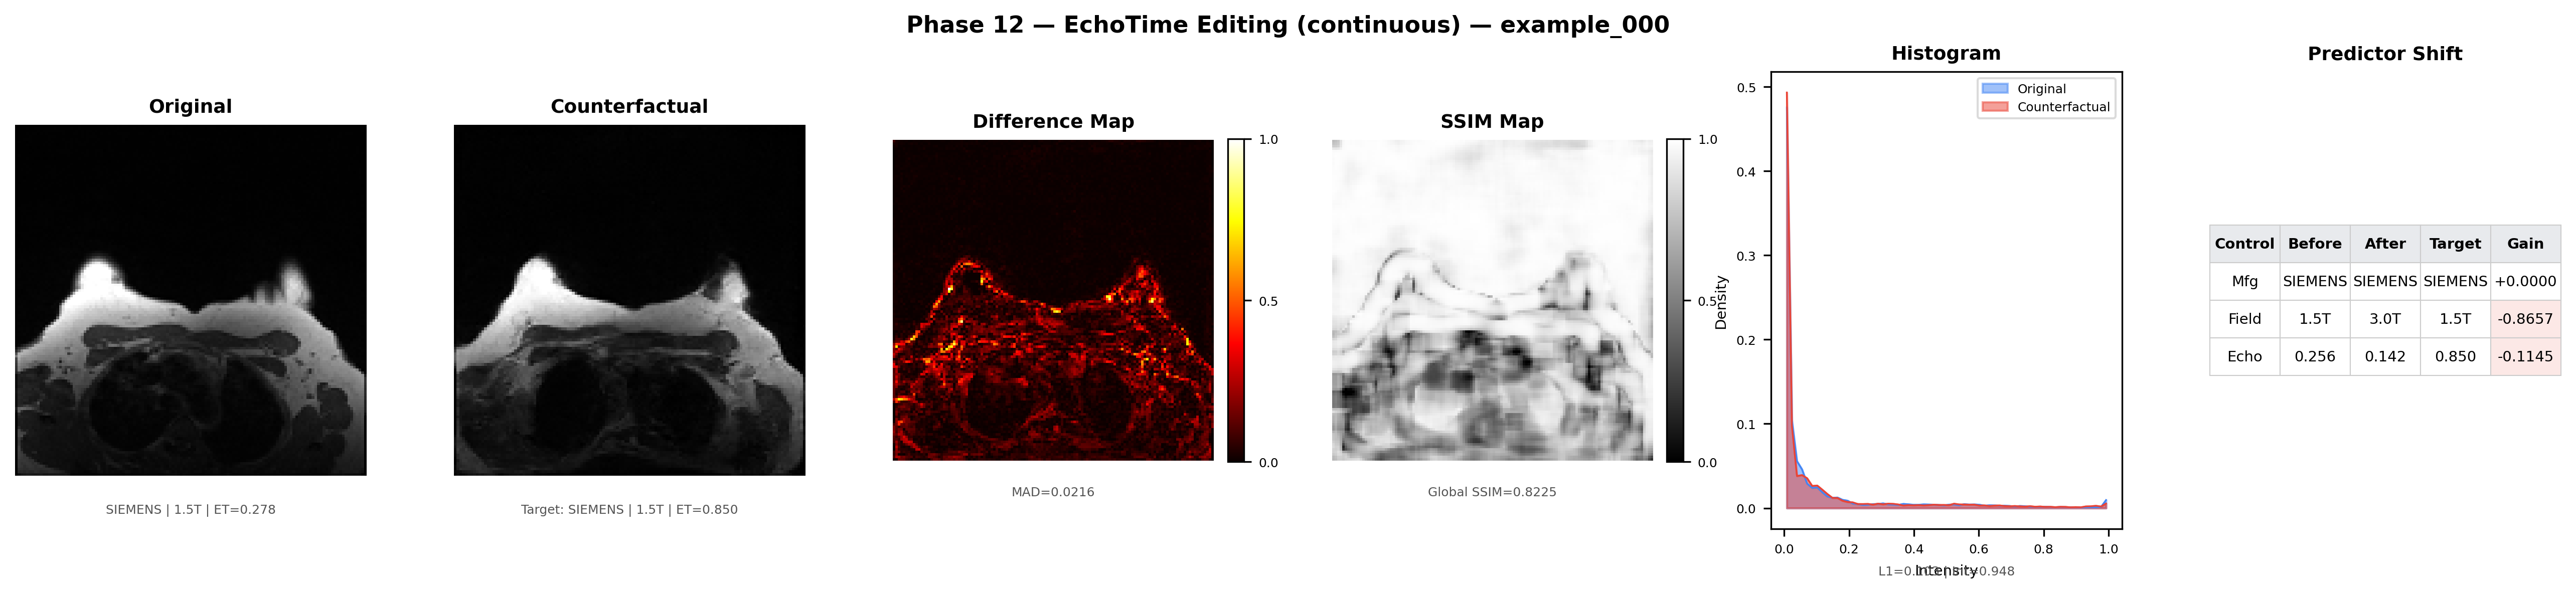 Phase 12 — EchoTime Editing (continuous) — example_000
Original
SIEMENS | 1.5T | ET=0.278
Counterfactual
Target: SIEMENS | 1.5T | ET=0.850
Difference Map
1.0
0.5
0.0
MAD=0.0216
SSIM Map
1.0
0.5
0.0
Global SSIM=0.8225
Histogram
Original
Counterfactual
Density
0.5
0.4
0.3
0.2
0.1
0.0
0.0 0.2 0.4 0.6 0.8 1.0
Intensity
=0.948
Predictor Shift
Control Before After Target Gain
Mfg SIEMENS SIEMENS SIEMENS +0.0000
Field 1.5T 3.0T 1.5T -0.8657
Echo 0.256 0.142 0.850 -0.1145